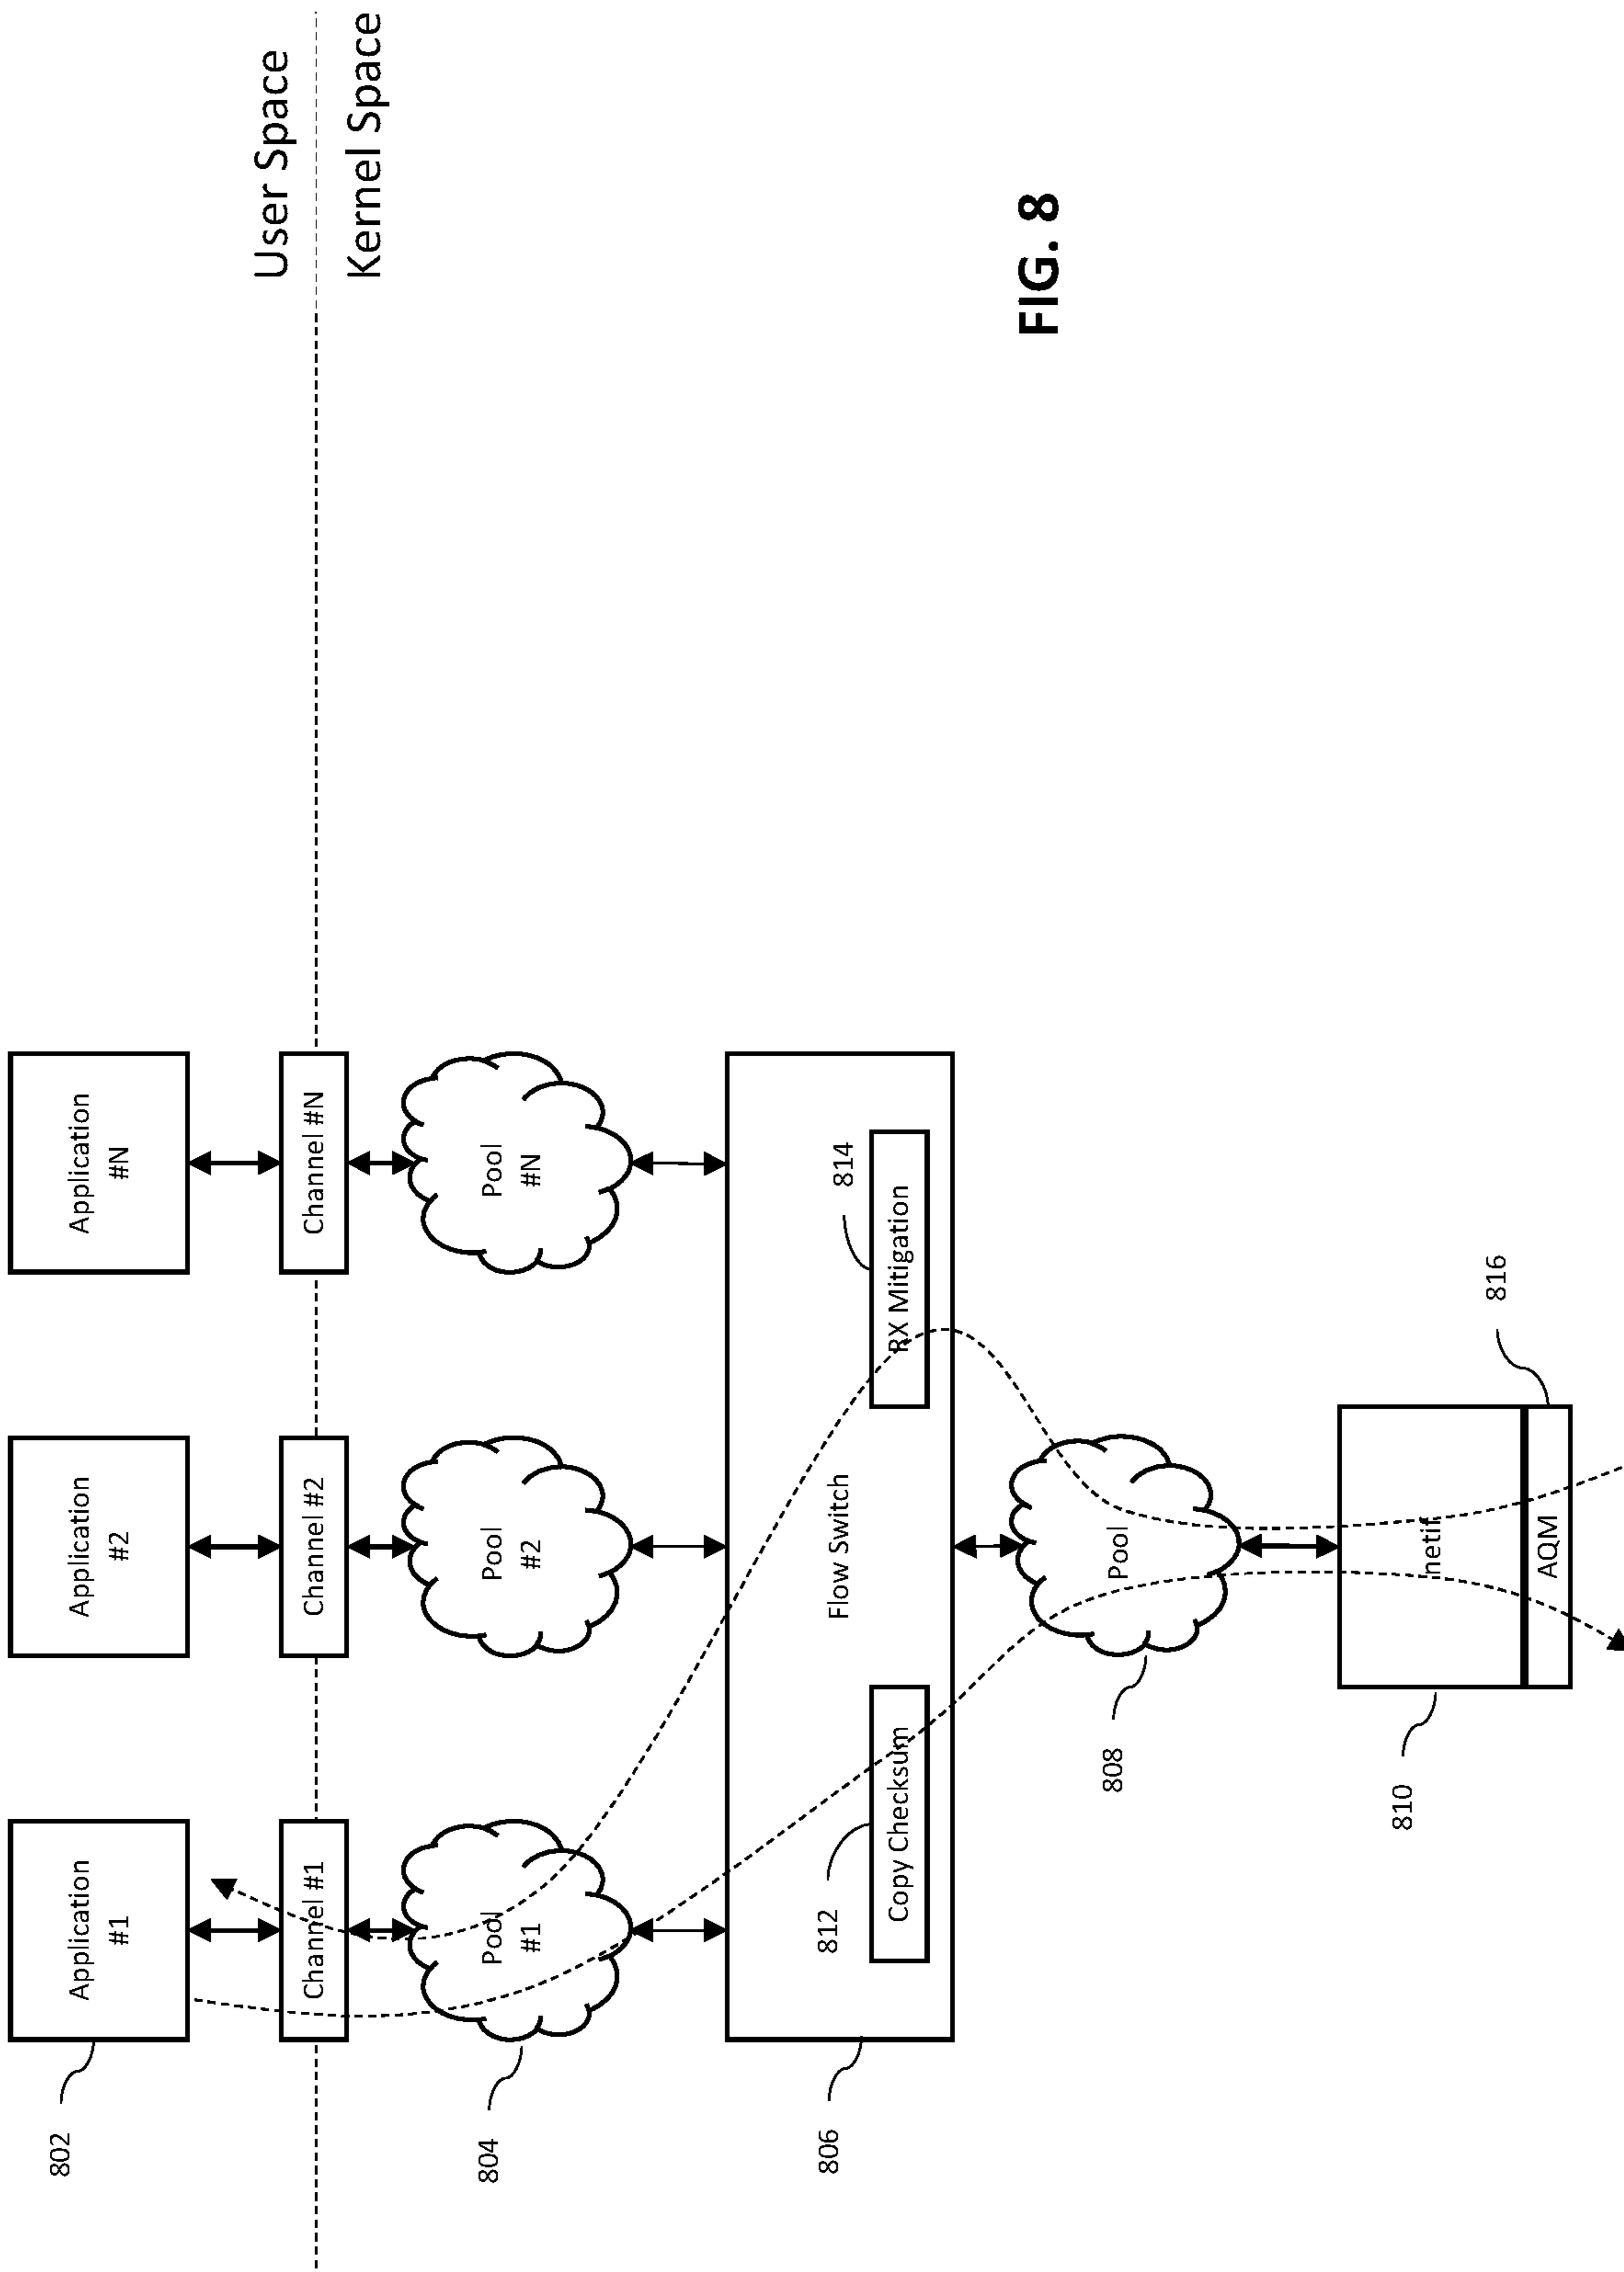 802
Application
#1
Application
#2
Application
#N
User Space
Channel #1
Channel #2
Channel #N
Kernel Space
804
Pool
#1
Pool
#2
Pool
#N
806
Flow Switch
812
814
Copy Checksum
RX Mitigation
FIG. 8
808
Pool
810
netif
816
AQM